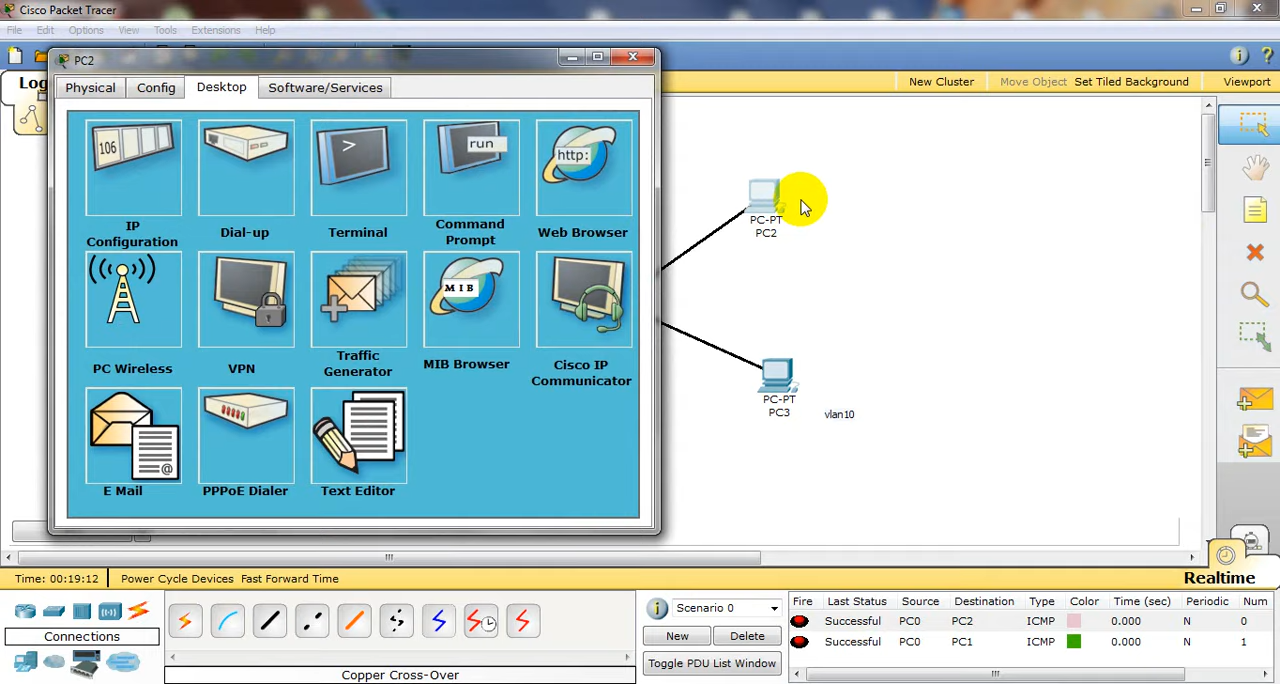 Cisco Packet Tracer
File Edit Options View Tools Extensions Help
PC2
Log
New Cluster Move Object Set Tiled Background Viewport
Physical Config Desktop Software/Services
106
>
run
http:
IP Configuration
Dial-up
Terminal
Command Prompt
Web Browser
MIB
PC Wireless
VPN
Traffic Generator
MIB Browser
Cisco IP Communicator
@
E Mail
PPPoE Dialer
Text Editor
PC-PT
PC2
PC-PT
PC3
vlan10
Time: 00:19:12 Power Cycle Devices Fast Forward Time
Realtime
Connections
Copper Cross-Over
Scenario 0
New Delete
Toggle PDU List Window
Fire Last Status Source Destination Type Color Time (sec) Periodic Num
Successful PC0 PC2 ICMP 0.000 N 0
Successful PC0 PC1 ICMP 0.000 N 1